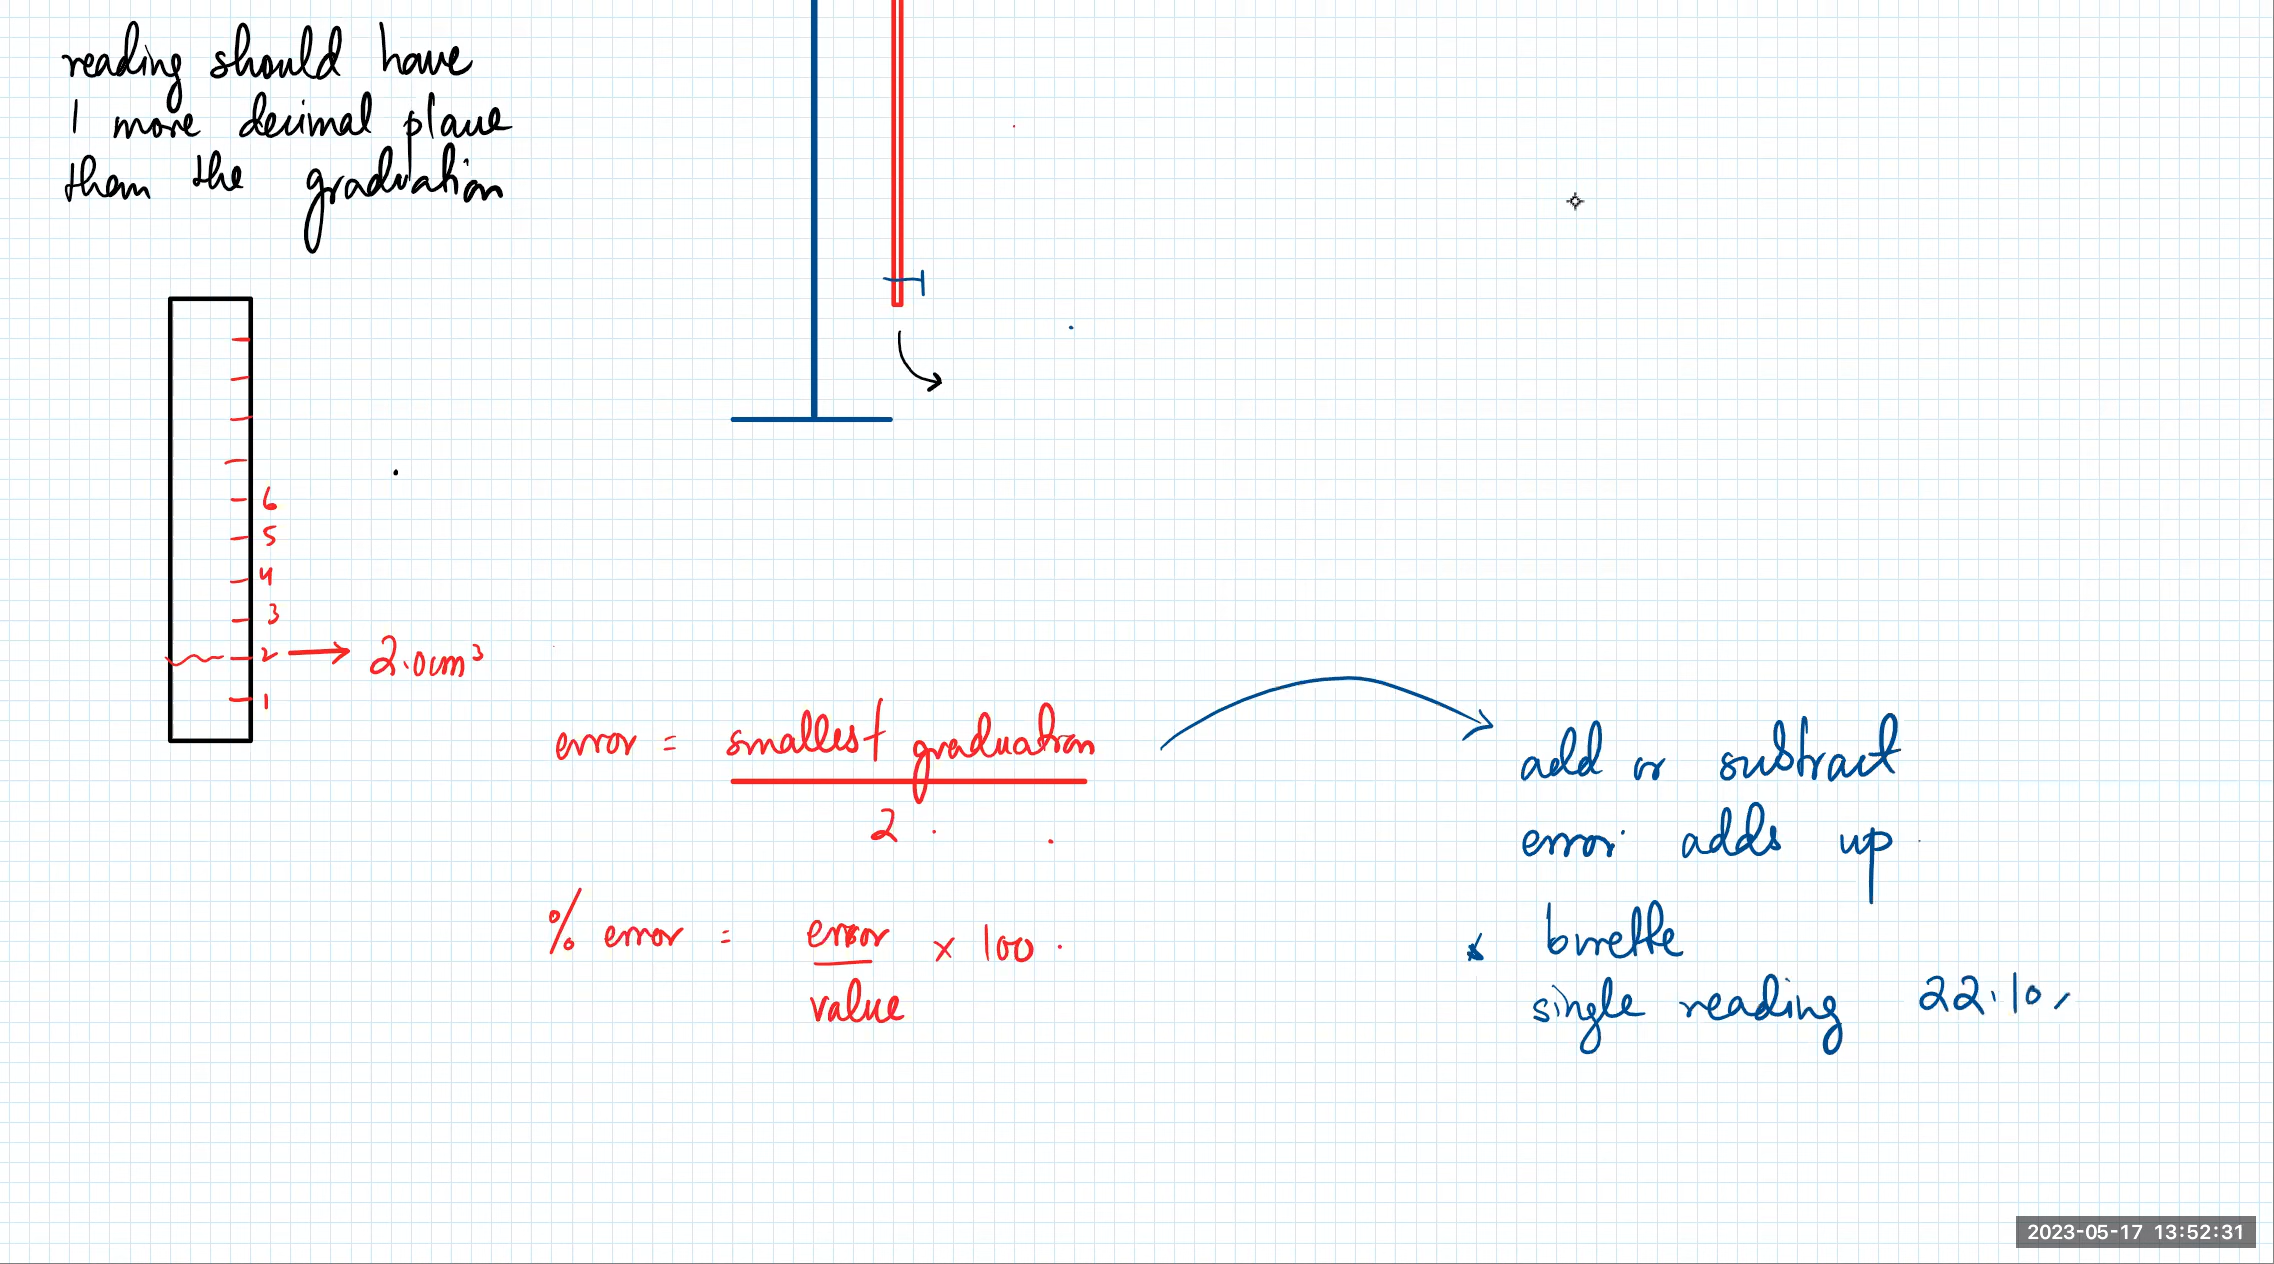 reading should have
1 more decimal place
than the graduation
6
5
4
3
2 → 2.0cm³
1
error = smallest graduation
2
% error = error × 100
value
add or subtract
error adds up
* burette
single reading 22.10,
2023-05-17 13:52:31